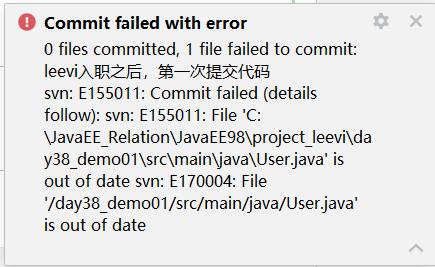 Commit failed with error
0 files committed, 1 file failed to commit:
leevi入职之后，第一次提交代码
svn: E155011: Commit failed (details
follow): svn: E155011: File 'C:
\JavaEE_Relation\JavaEE98\project_leevi\da
y38_demo01\src\main\java\User.java' is
out of date svn: E170004: File
'/day38_demo01/src/main/java/User.java'
is out of date